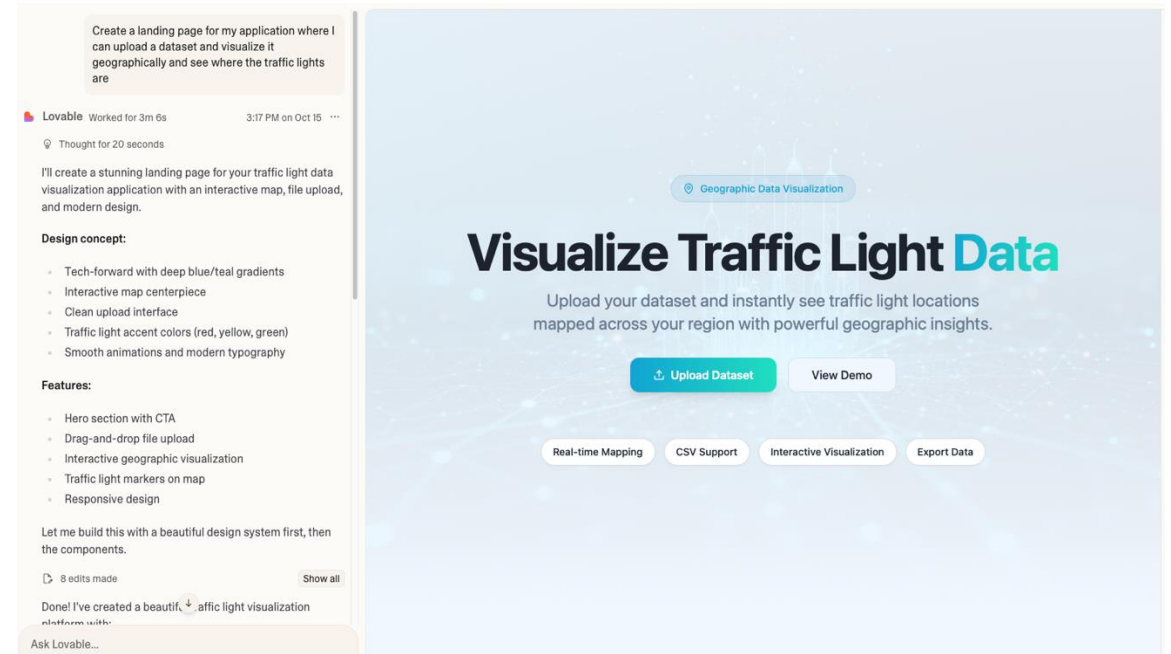 Create a landing page for my application where I
can upload a dataset and visualize it
geographically and see where the traffic lights
are
Lovable Worked for 3m 6s 3:17 PM on Oct 15 ···
Thought for 20 seconds
I'll create a stunning landing page for your traffic light data
visualization application with an interactive map, file upload,
and modern design.
Design concept:
Tech-forward with deep blue/teal gradients
Interactive map centerpiece
Clean upload interface
Traffic light accent colors (red, yellow, green)
Smooth animations and modern typography
Features:
Hero section with CTA
Drag-and-drop file upload
Interactive geographic visualization
Traffic light markers on map
Responsive design
Let me build this with a beautiful design system first, then
the components.
8 edits made Show all
Done! I've created a light visualization
platform with:
Ask Lovable...
Geographic Data Visualization
Visualize Traffic Light Data
Upload your dataset and instantly see traffic light locations
mapped across your region with powerful geographic insights.
Upload Dataset View Demo
Real-time Mapping CSV Support Interactive Visualization Export Data